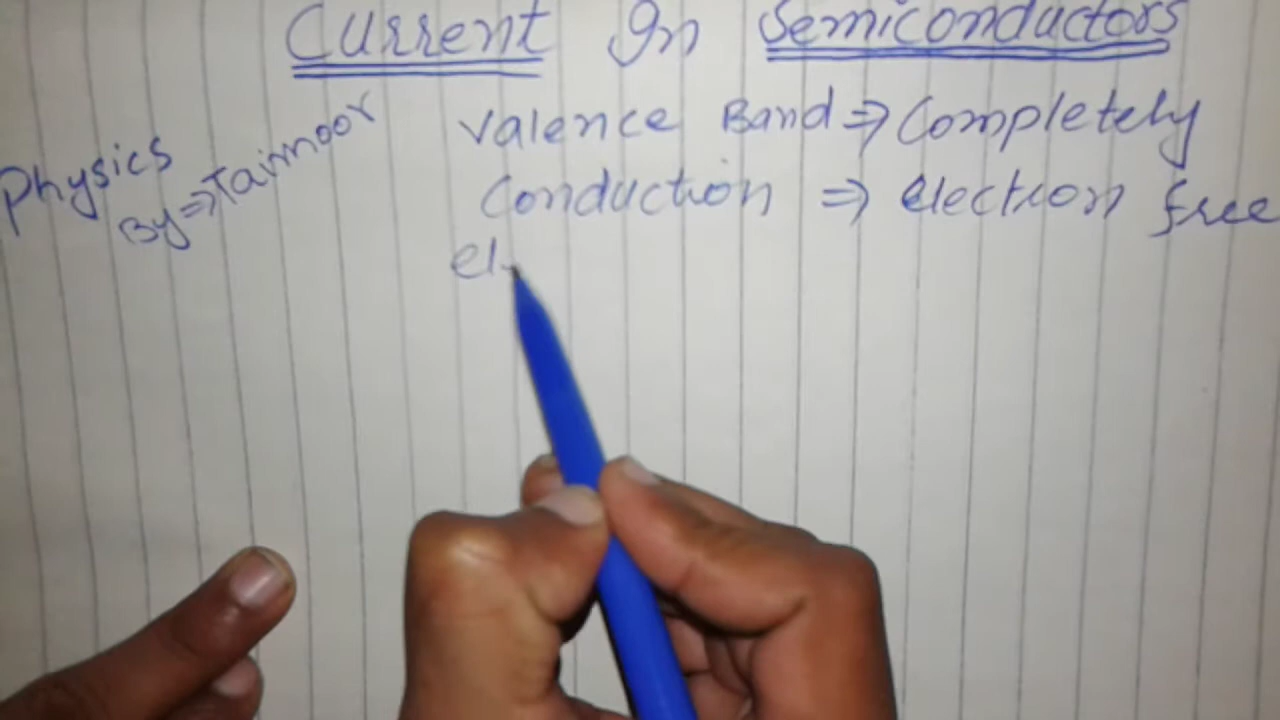 Current In Semiconductors
Physics
By⇒Taimoor
Valence Band ⇒ Completely
Conduction ⇒ electron free
el